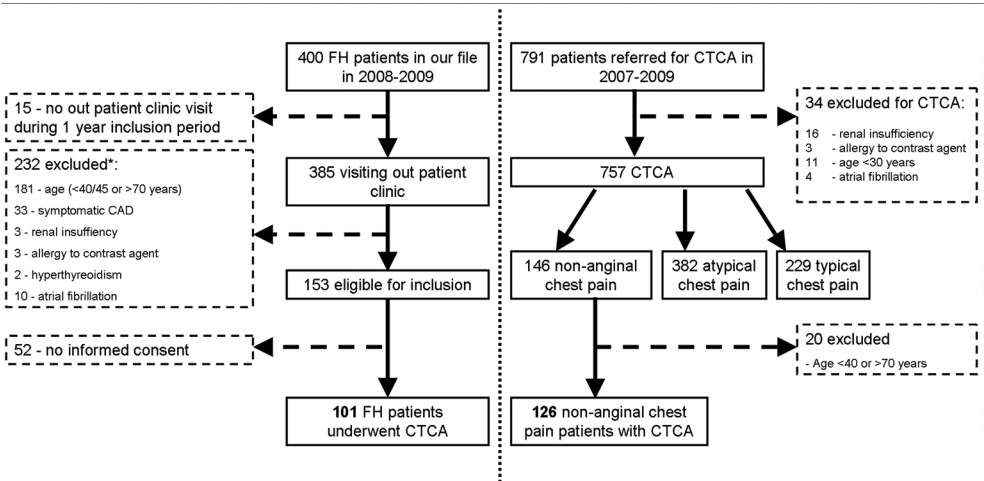 400 FH patients in our file
in 2008-2009
15 - no out patient clinic visit
during 1 year inclusion period
232 excluded*:
181 - age (<40/45 or >70 years)
33 - symptomatic CAD
3 - renal insuffiency
3 - allergy to contrast agent
2 - hyperthyreoidism
10 - atrial fibrillation
385 visiting out patient
clinic
153 eligible for inclusion
52 - no informed consent
101 FH patients
underwent CTCA
791 patients referred for CTCA in
2007-2009
34 excluded for CTCA:
16 - renal insufficiency
3 - allergy to contrast agent
11 - age <30 years
4 - atrial fibrillation
757 CTCA
146 non-anginal
chest pain
382 atypical
chest pain
229 typical
chest pain
20 excluded
- Age <40 or >70 years
126 non-anginal chest
pain patients with CTCA